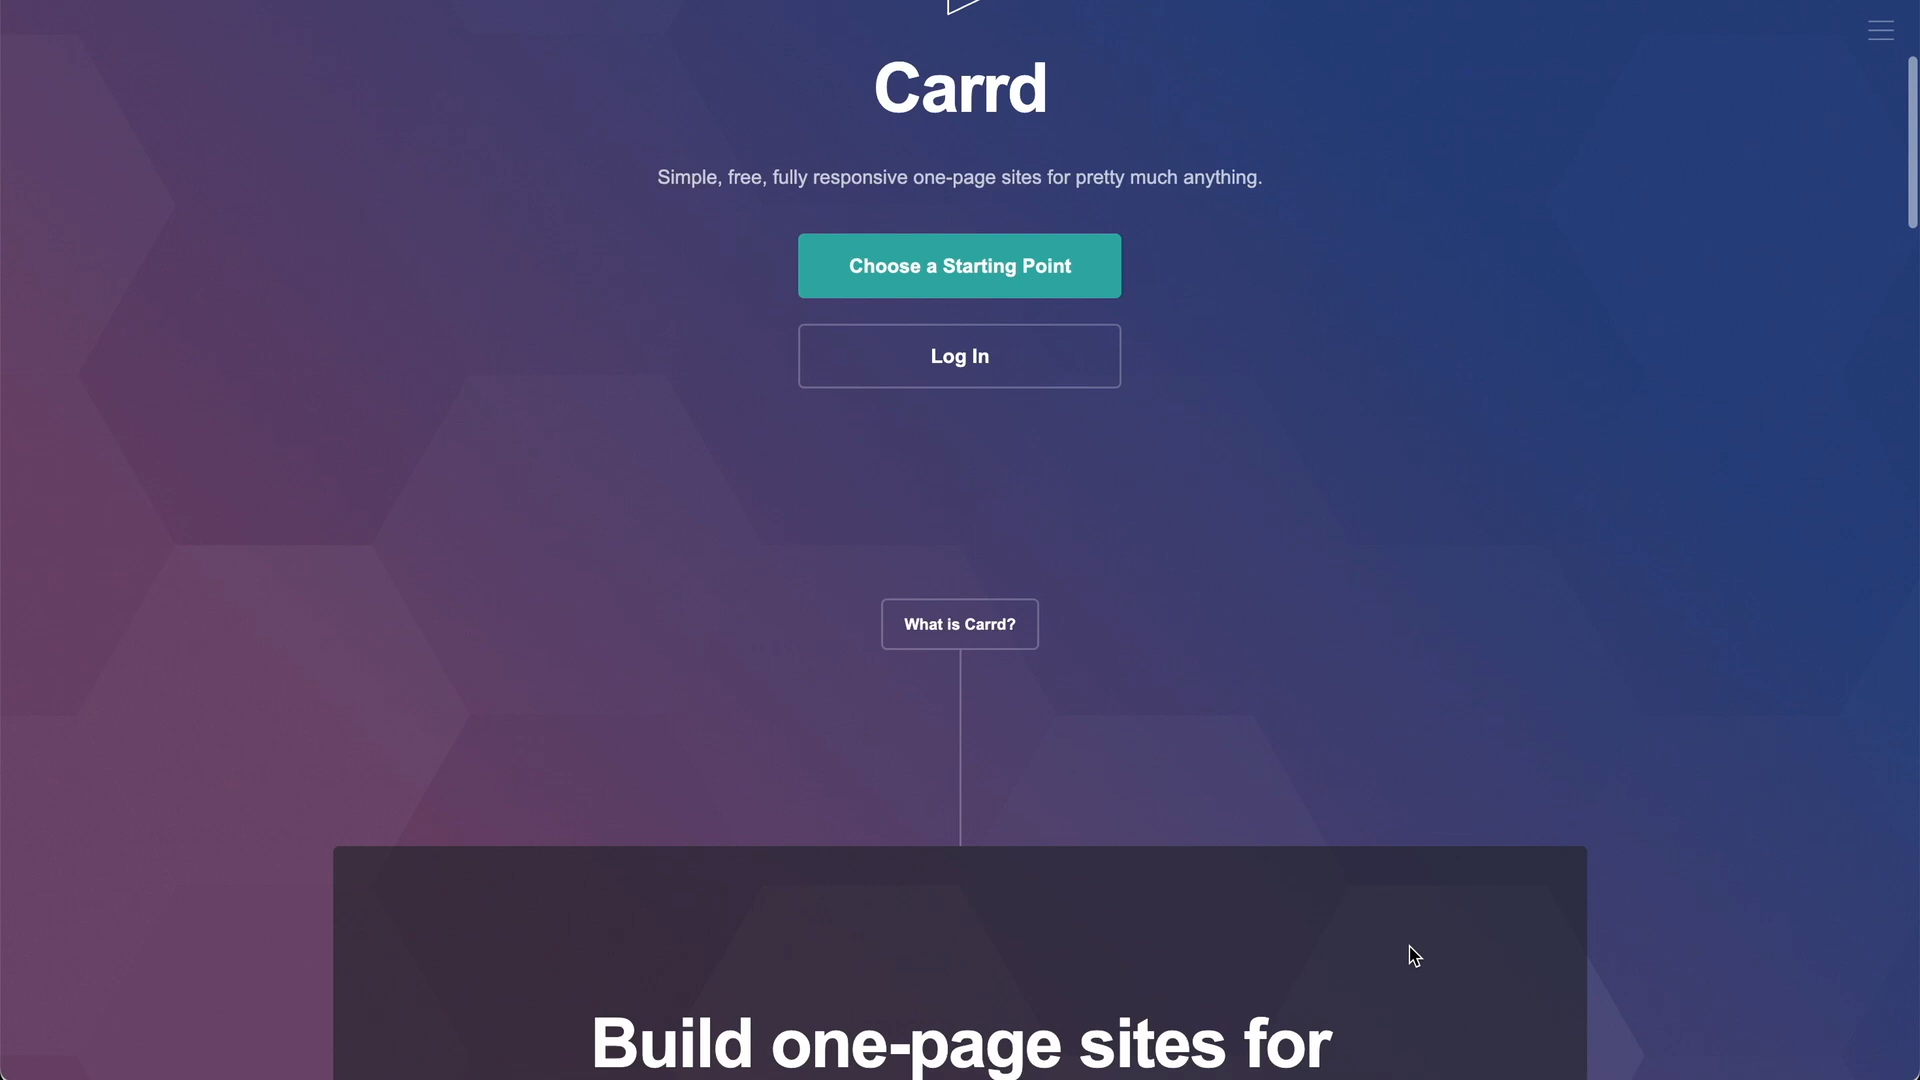 Carrd
Simple, free, fully responsive one-page sites for pretty much anything.
Choose a Starting Point
Log In
What is Carrd?
Build one-page sites for